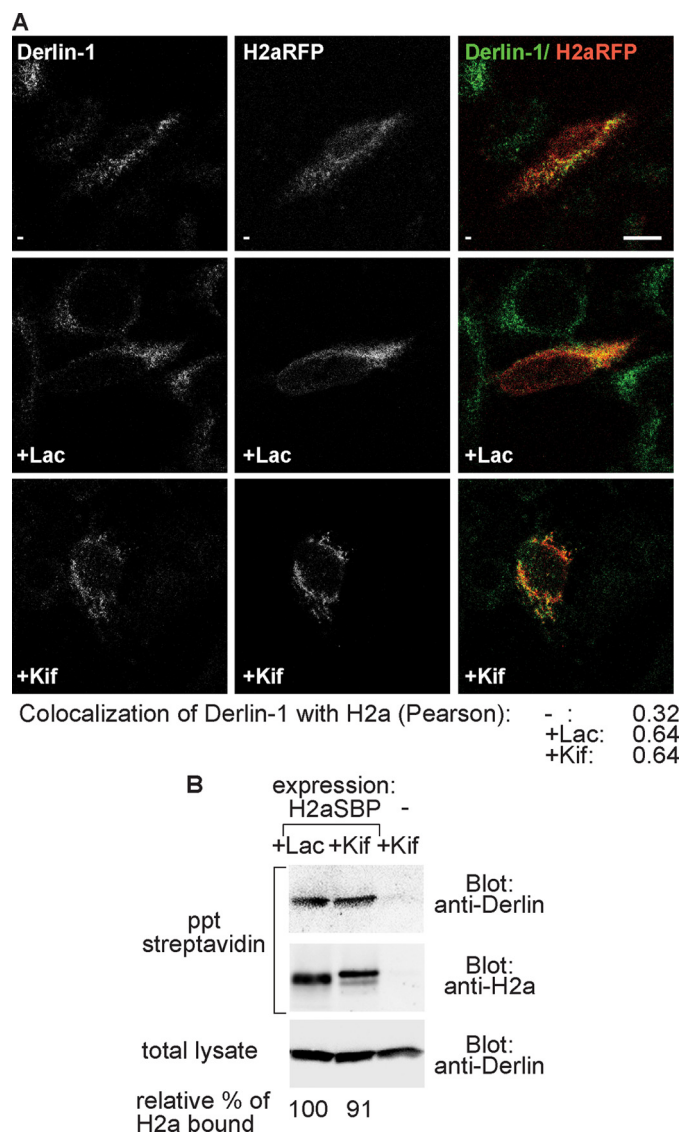 A
Derlin-1 H2aRFP Derlin-1/ H2aRFP
- - -
+Lac +Lac +Lac
+Kif +Kif +Kif
Colocalization of Derlin-1 with H2a (Pearson): - : 0.32
+Lac: 0.64
+Kif: 0.64
B
expression:
H2aSBP -
+Lac +Kif +Kif
ppt
streptavidin
Blot:
anti-Derlin
Blot:
anti-H2a
total lysate
Blot:
anti-Derlin
relative % of
H2a bound
100 91